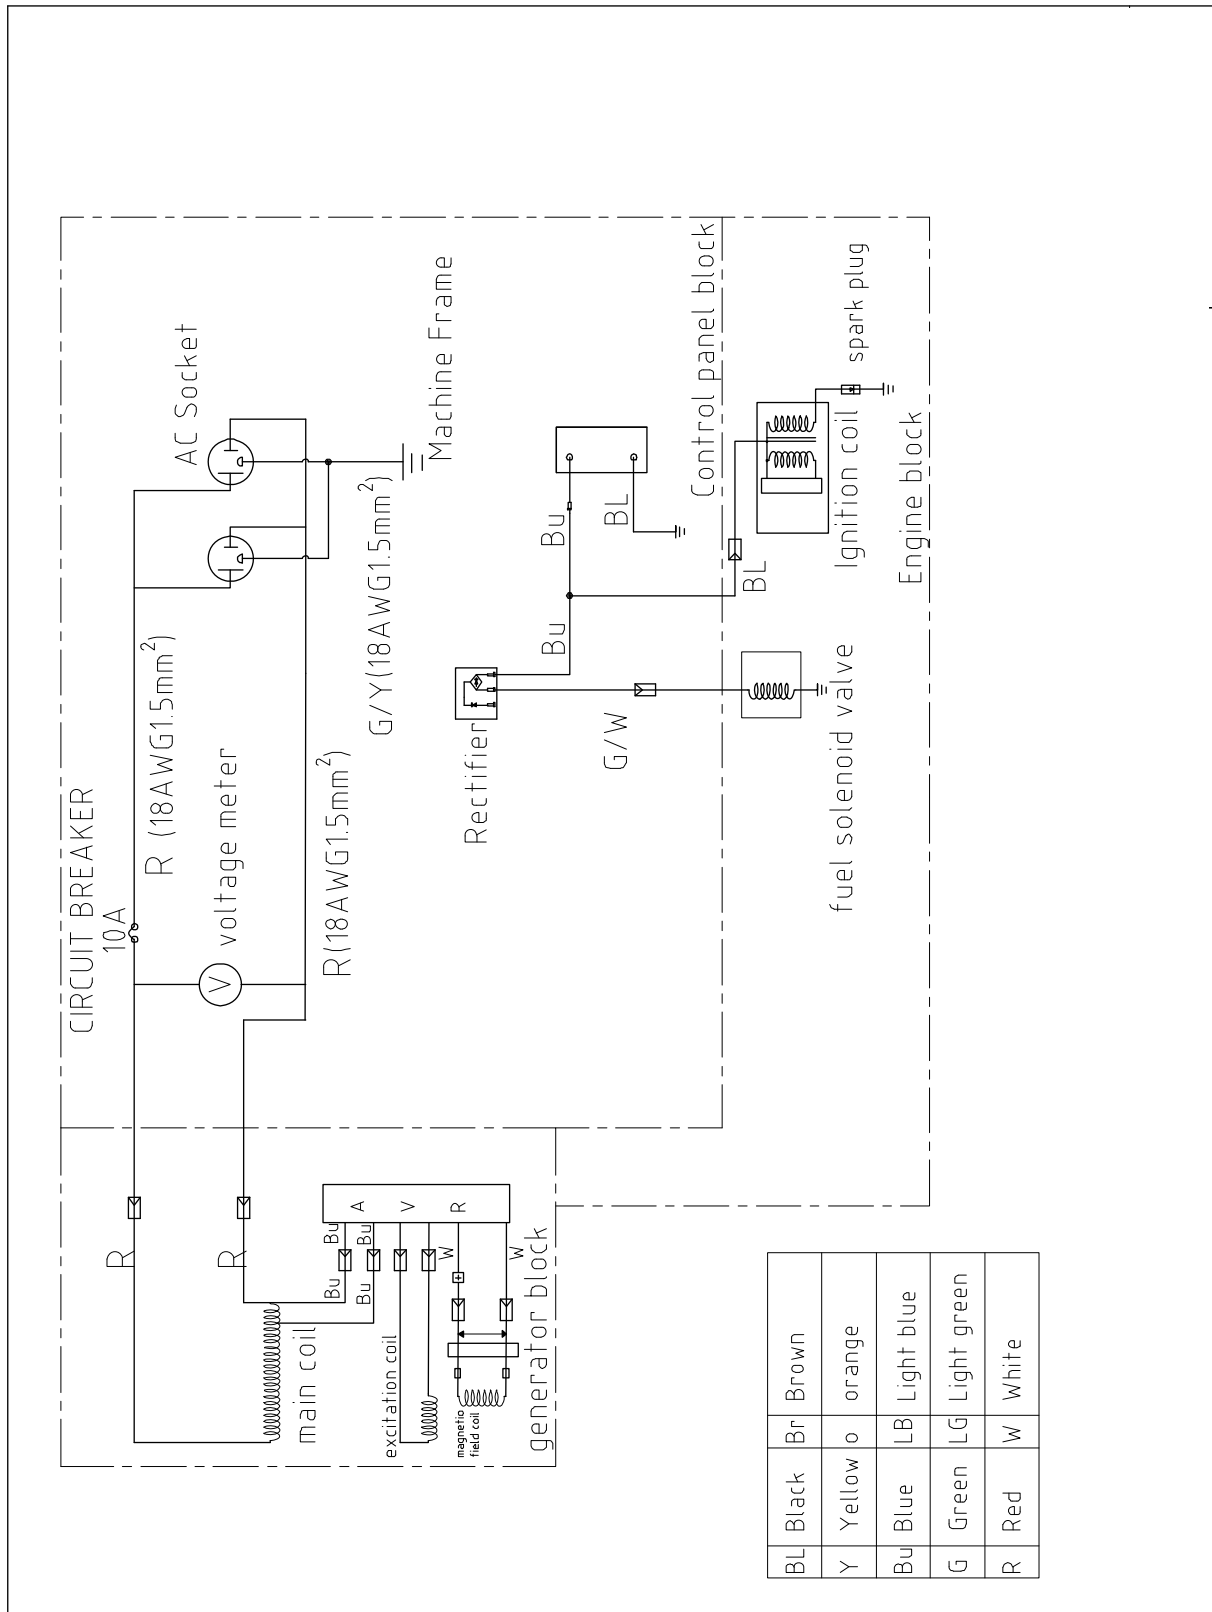 CIRCUIT BREAKER
10A
R (18AWG1.5mm²)
AC Socket
voltage meter
V
R(18AWG1.5mm²)
G/Y(18AWG1.5mm²)
Machine Frame
Rectifier
Bu
Bu
BL
G/W
Control panel block
BL
Ignition coil
spark plug
fuel solenoid valve
Engine block
R
R
main coil
Bu
Bu
Bu
Bu
A
V
R
excitation coil
W
W
+
magnetio
field coil
generator block
BL Black Br Brown
Y Yellow o orange
Bu Blue LB Light blue
G Green LG Light green
R Red W White